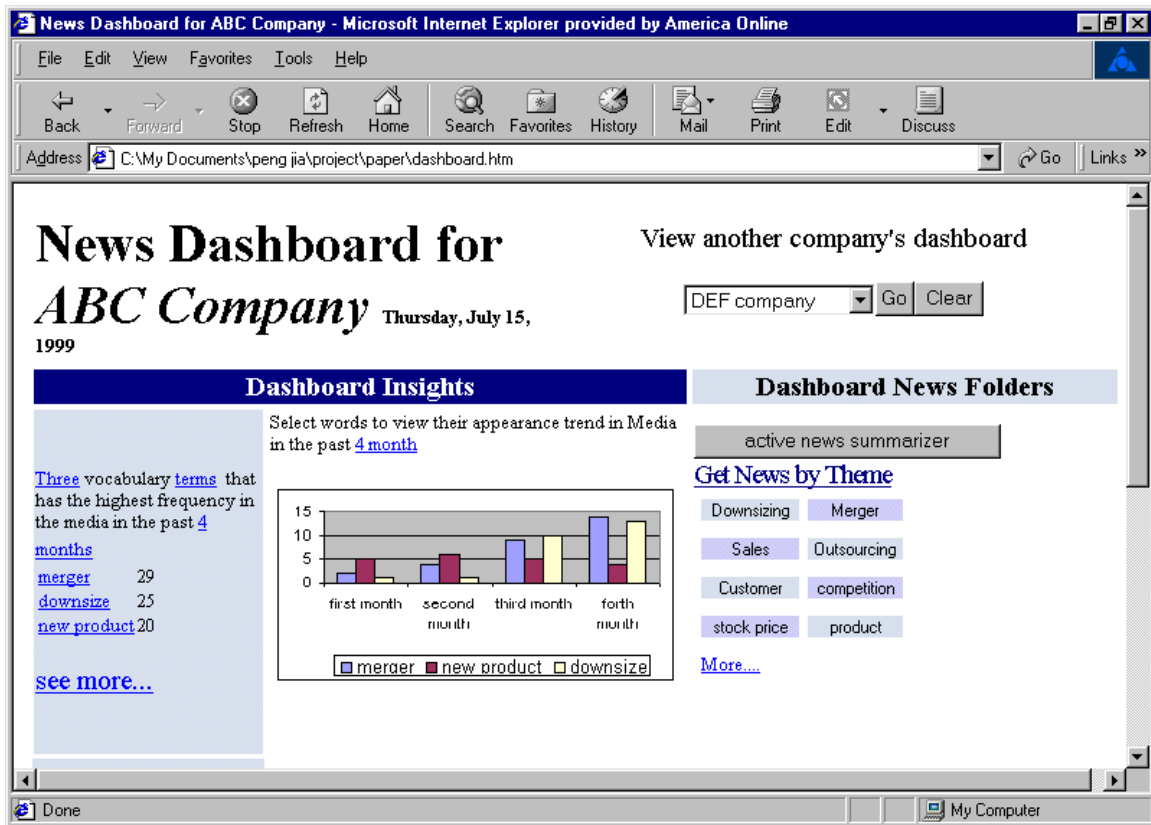 News Dashboard for ABC Company - Microsoft Internet Explorer provided by America Online
File Edit View Favorites Tools Help
Back Forward Stop Refresh Home Search Favorites History Mail Print Edit Discuss
Address C:\My Documents\peng jia\project\paper\dashboard.htm Go Links »
News Dashboard for
ABC Company Thursday, July 15,
1999
View another company's dashboard
DEF company Go Clear
Dashboard Insights
Three vocabulary terms that
has the highest frequency in
the media in the past 4
months
merger 29
downsize 25
new product 20
see more...
Select words to view their appearance trend in Media
in the past 4 month
15
10
5
0
first month second month third month forth month
merger new product downsize
Dashboard News Folders
active news summarizer
Get News by Theme
Downsizing Merger
Sales Outsourcing
Customer competition
stock price product
More....
Done My Computer